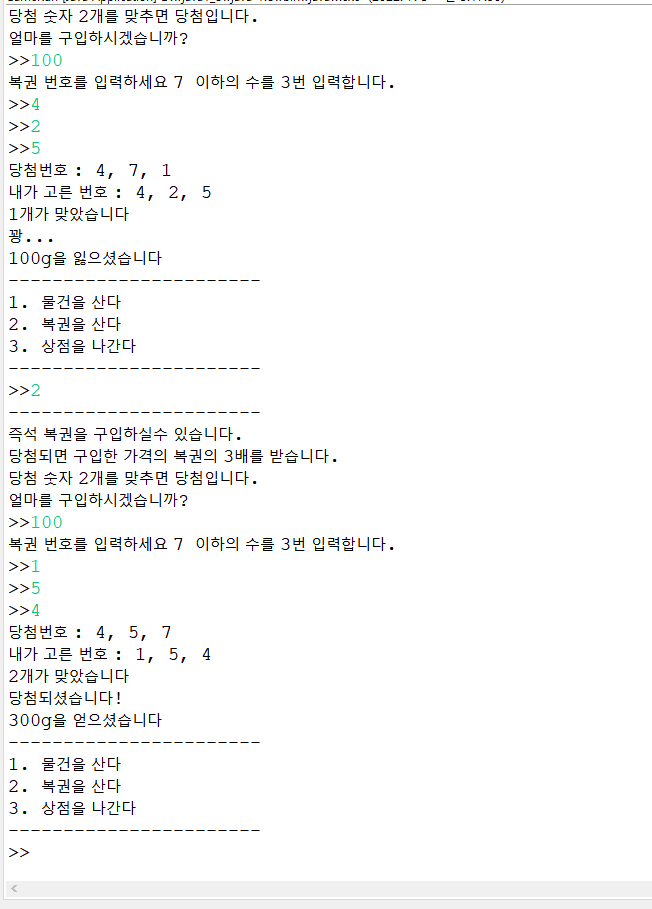 당첨 숫자 2개를 맞추면 당첨입니다.
얼마를 구입하시겠습니까?
>>100
복권 번호를 입력하세요 7 이하의 수를 3번 입력합니다.
>>4
>>2
>>5
당첨번호 : 4, 7, 1
내가 고른 번호 : 4, 2, 5
1개가 맞았습니다
꽝...
100g을 잃으셨습니다
-----------------------
1. 물건을 산다
2. 복권을 산다
3. 상점을 나간다
-----------------------
>>2
-----------------------
즉석 복권을 구입하실수 있습니다.
당첨되면 구입한 가격의 복권의 3배를 받습니다.
당첨 숫자 2개를 맞추면 당첨입니다.
얼마를 구입하시겠습니까?
>>100
복권 번호를 입력하세요 7 이하의 수를 3번 입력합니다.
>>1
>>5
>>4
당첨번호 : 4, 5, 7
내가 고른 번호 : 1, 5, 4
2개가 맞았습니다
당첨되셨습니다!
300g을 얻으셨습니다
-----------------------
1. 물건을 산다
2. 복권을 산다
3. 상점을 나간다
-----------------------
>>